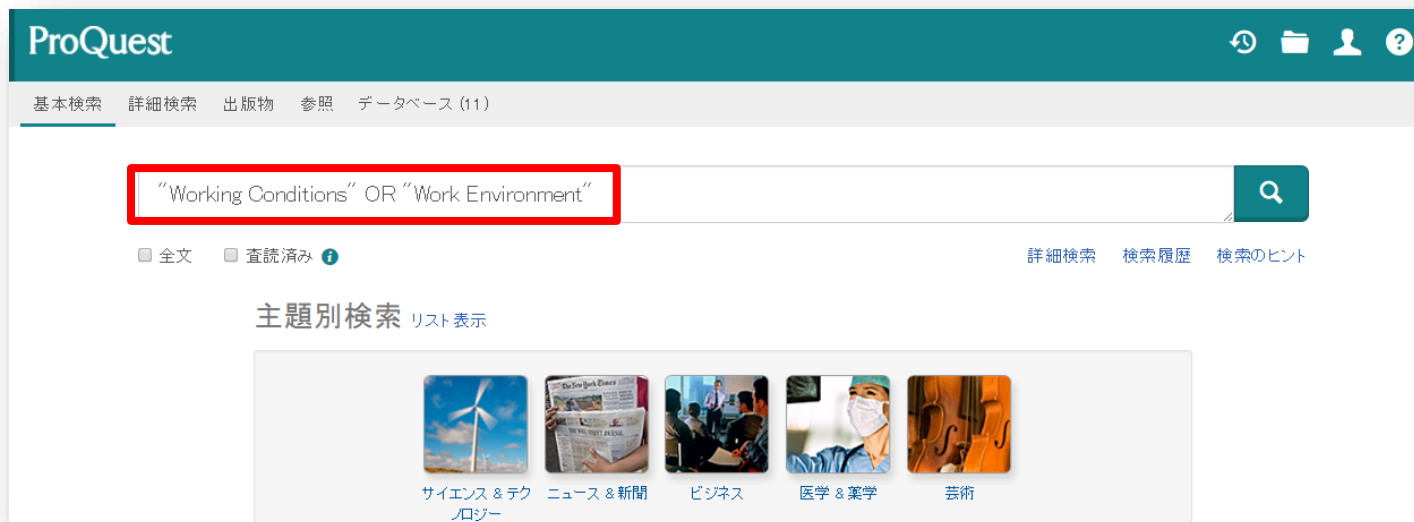 ProQuest
基本検索 詳細検索 出版物 参照 データベース (11)
"Working Conditions" OR "Work Environment"
全文 査読済み
詳細検索 検索履歴 検索のヒント
主題別検索 リスト表示
The New York Times
サイエンス & テク
ノロジー
ニュース & 新聞
ビジネス
医学 & 薬学
芸術